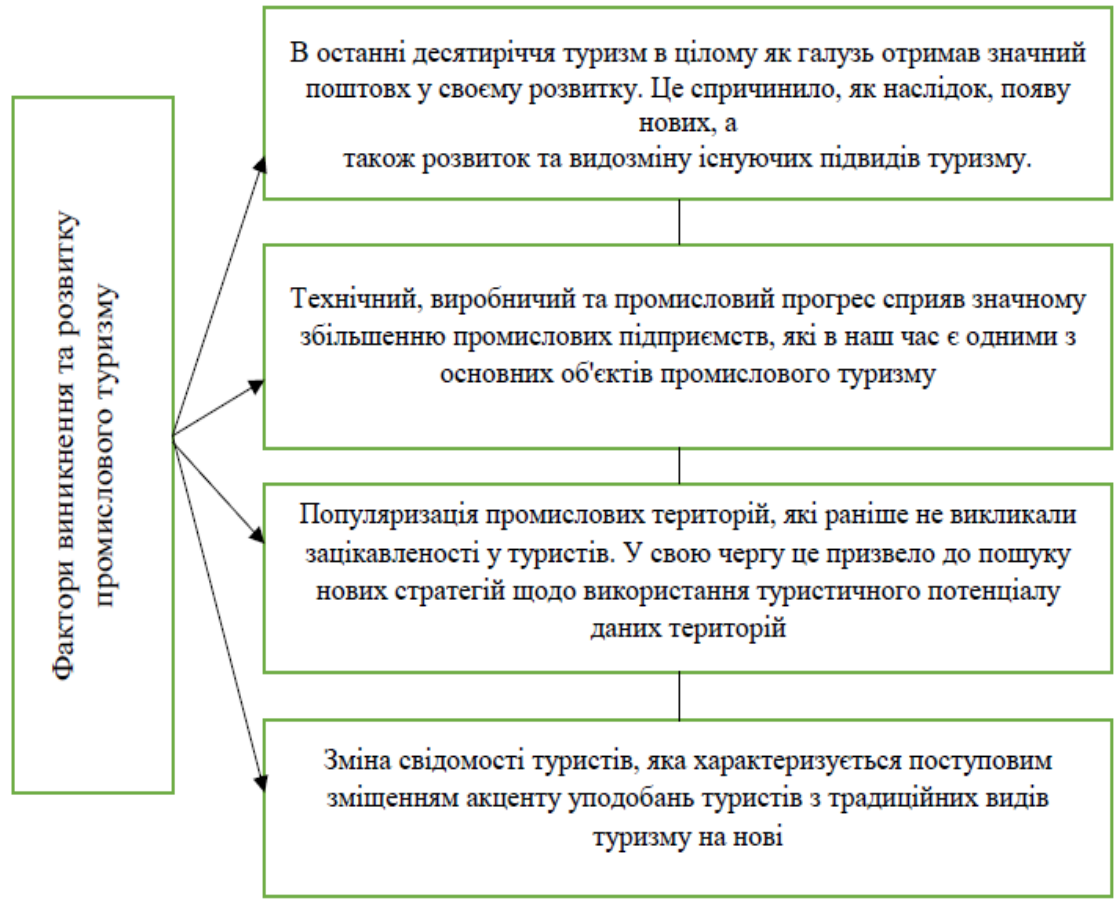 Фактори виникнення та розвитку
промислового туризму
В останні десятиріччя туризм в цілому як галузь отримав значний
поштовх у своєму розвитку. Це спричинило, як наслідок, появу
нових, а
також розвиток та видозміну існуючих підвидів туризму.
Технічний, виробничий та промисловий прогрес сприяв значному
збільшенню промислових підприємств, які в наш час є одними з
основних об'єктів промислового туризму
Популяризація промислових територій, які раніше не викликали
зацікавленості у туристів. У свою чергу це призвело до пошуку
нових стратегій щодо використання туристичного потенціалу
даних територій
Зміна свідомості туристів, яка характеризується поступовим
зміщенням акценту уподобань туристів з традиційних видів
туризму на нові